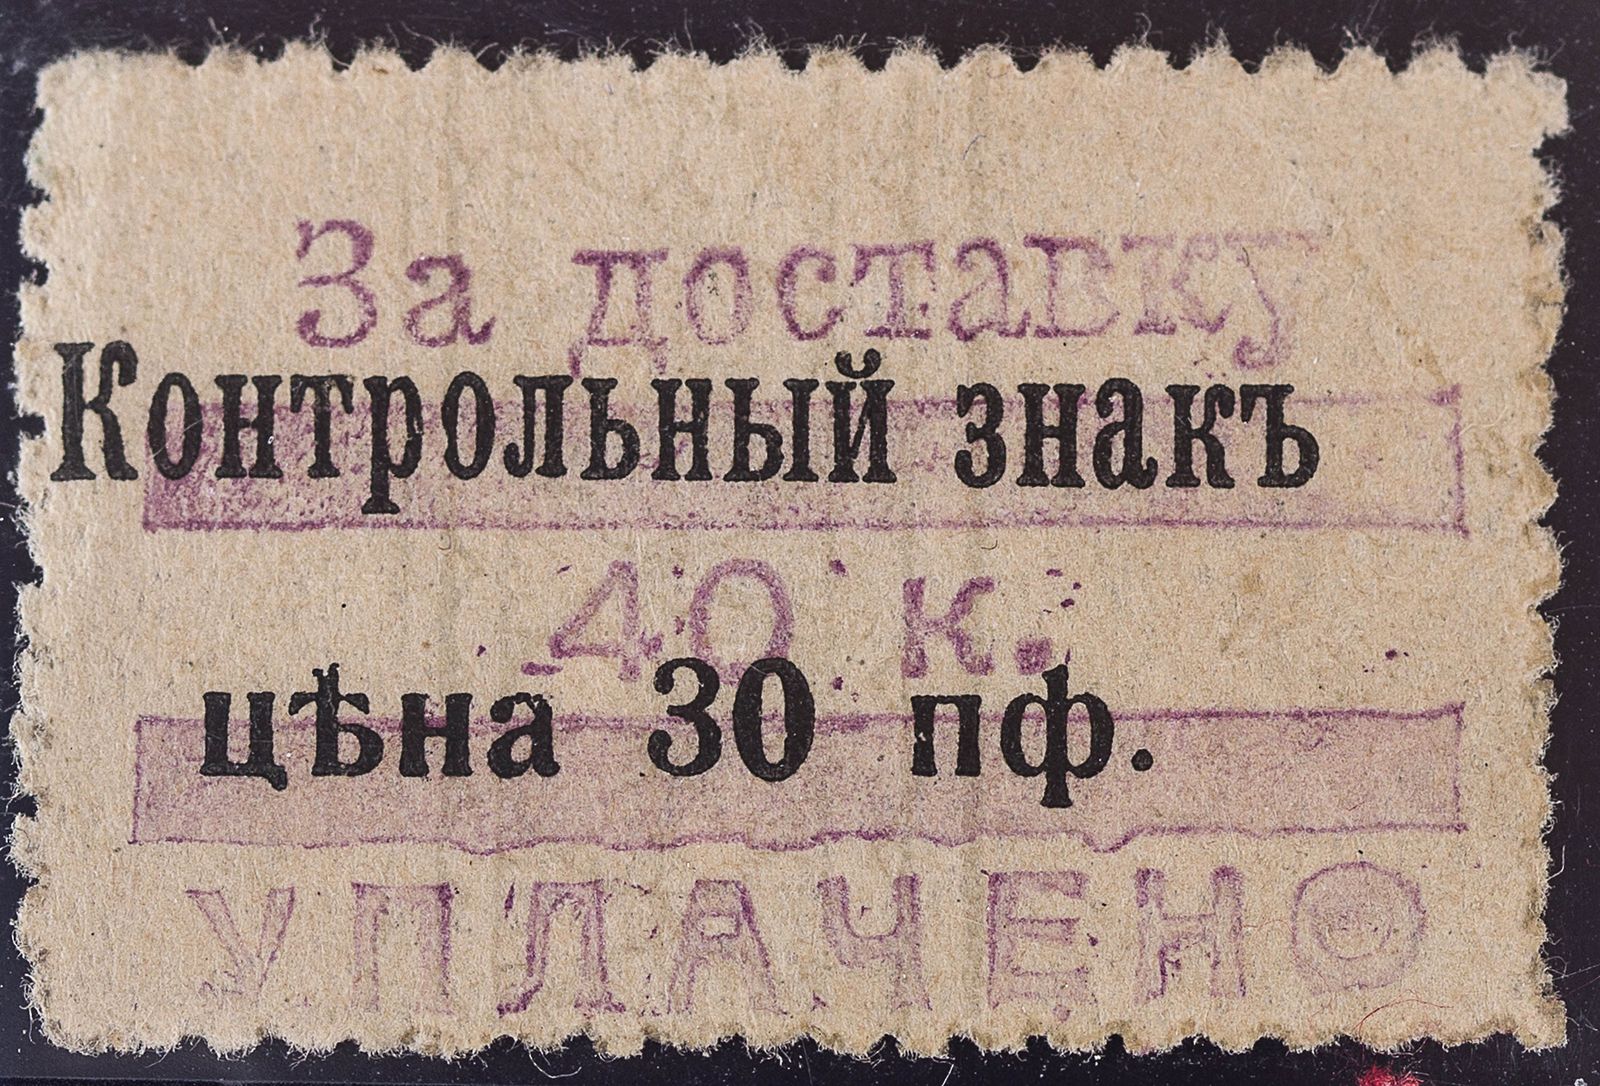 За доставку
Контрольный знакъ
40 к.
цѣна 30 пф.
УПЛАЧЕНО